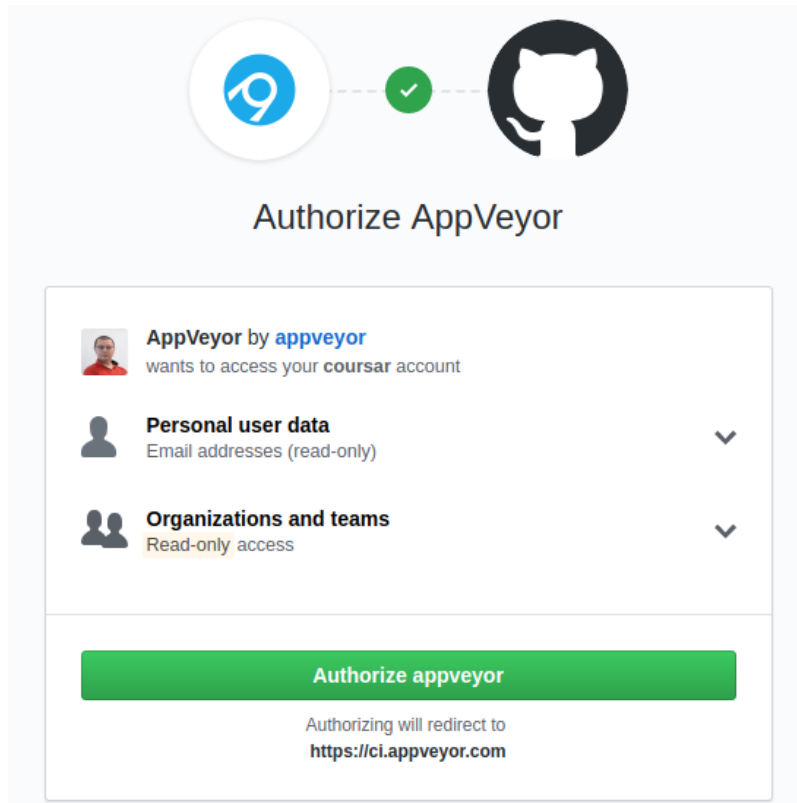 Authorize AppVeyor
AppVeyor by appveyor
wants to access your coursar account
Personal user data
Email addresses (read-only)
Organizations and teams
Read-only access
Authorize appveyor
Authorizing will redirect to
https://ci.appveyor.com